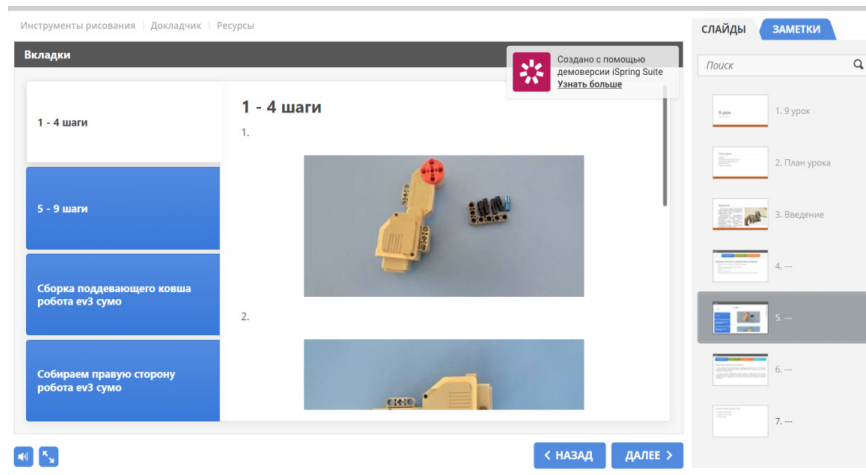 Инструменты рисования | Докладчик | Ресурсы
Вкладки
Создано с помощью
демоверсии iSpring Suite
Узнать больше
1 - 4 шаги
5 - 9 шаги
Сборка поддевающего ковша
робота ev3 сумо
Собираем правую сторону
робота ev3 сумо
1 - 4 шаги
1.
2.
< НАЗАД
ДАЛЕЕ >
СЛАЙДЫ
ЗАМЕТКИ
Поиск
1. 9 урок
2. План урока
3. Введение
4. —
5. —
6. —
7. —